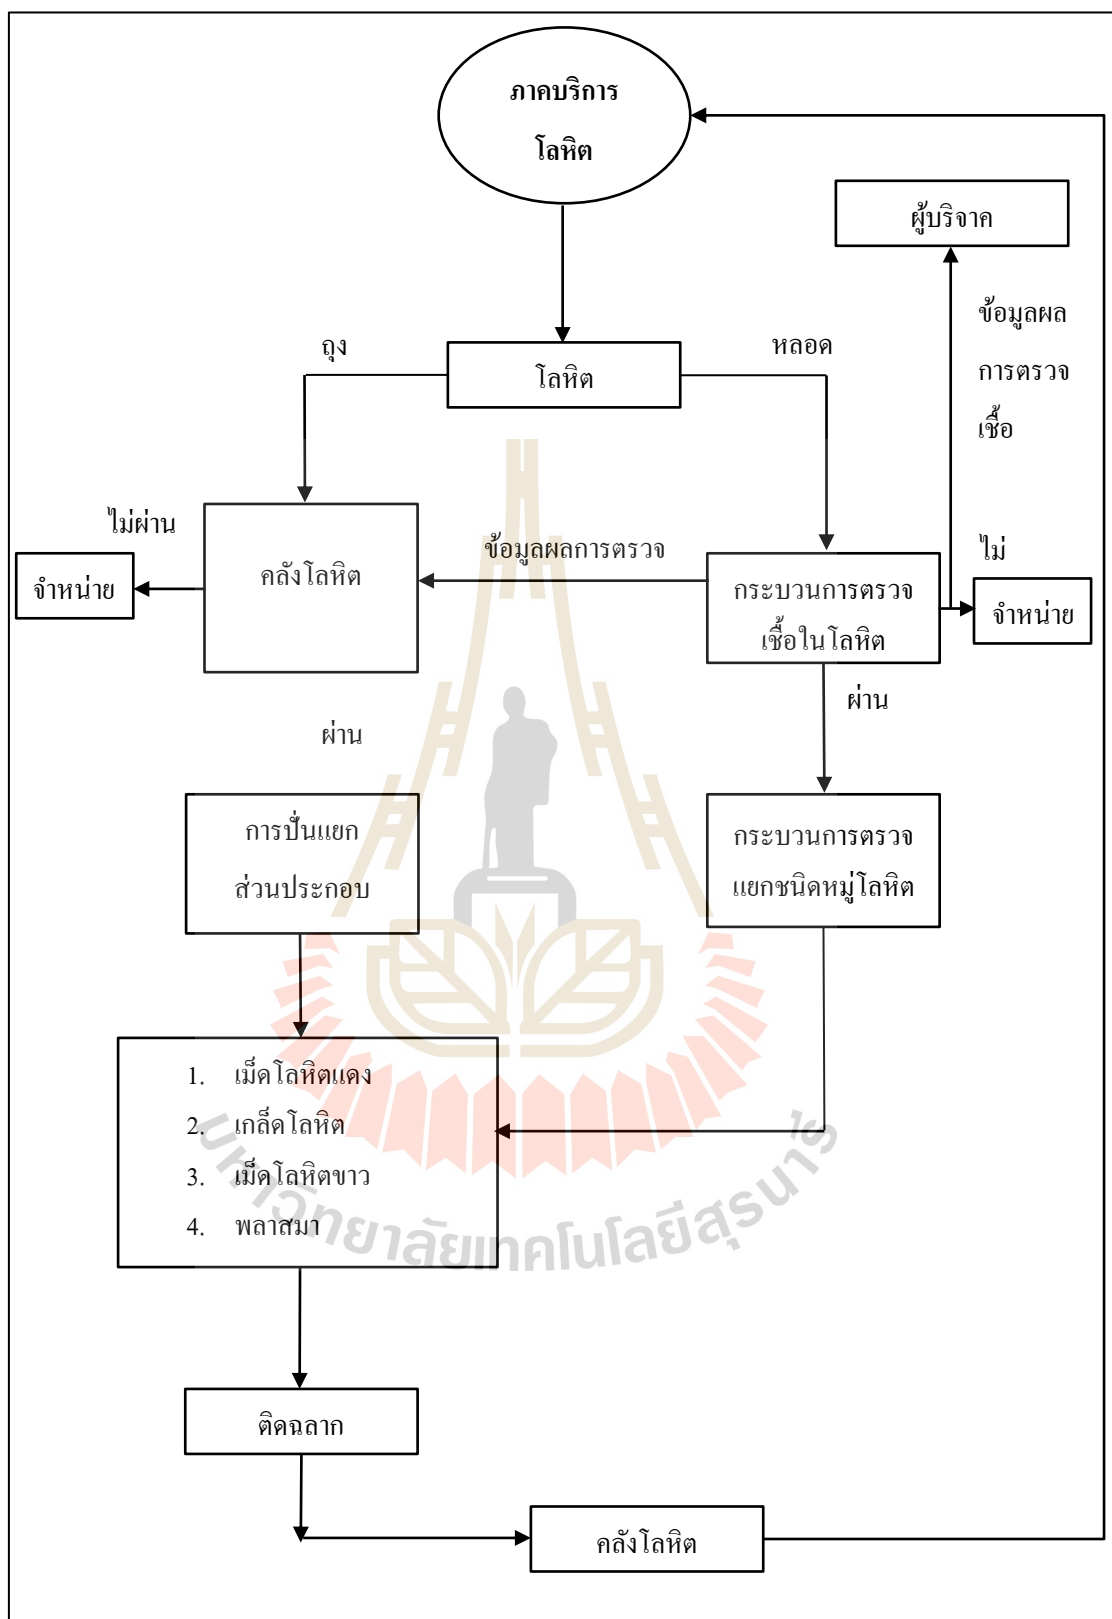 ภาคบริการ
โลหิต
ผู้บริจาค
ข้อมูลผล
การตรวจ
เชื้อ
ถุง
หลอด
โลหิต
ไม่ผ่าน
ข้อมูลผลการตรวจ
ไม่
จำหน่าย
คลังโลหิต
กระบวนการตรวจ
เชื้อในโลหิต
จำหน่าย
ผ่าน
ผ่าน
การปั่นแยก
ส่วนประกอบ
กระบวนการตรวจ
แยกชนิดหมู่โลหิต
1. เม็ดโลหิตแดง
2. เกล็ดโลหิต
3. เม็ดโลหิตขาว
4. พลาสมา
มหาวิทยาลัยเทคโนโลยีสุรนารี
ติดฉลาก
คลังโลหิต